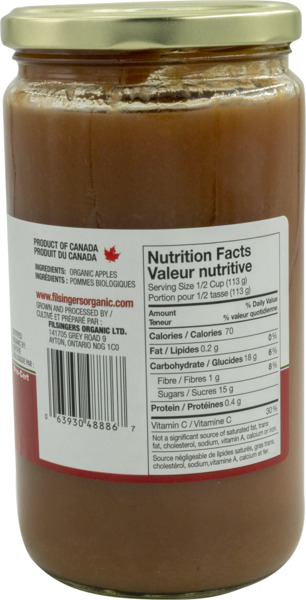 PRODUCT OF CANADA
PRODUIT DU CANADA
INGREDIENTS: ORGANIC APPLES
INGRÉDIENTS : POMMES BIOLOGIQUES
www.filsingersorganic.com
GROWN AND PROCESSED BY /
CULTIVÉ ET PRÉPARÉ PAR :
FILSINGERS ORGANIC LTD.
141705 GREY ROAD 9
AYTON, ONTARIO N0G 1C0
0 63930 48886 7
Nutrition Facts
Valeur nutritive
Serving Size 1/2 Cup (113 g)
Portion pour 1/2 tasse (113 g)
Amount % Daily Value
Teneur % valeur quotidienne
Calories / Calories 70
Fat / Lipides 0.2 g 0%
Carbohydrate / Glucides 18 g 6%
Fibre / Fibres 1 g
Sugars / Sucres 15 g
Protein / Protéines 0.4 g
Vitamin C / Vitamine C 30%
Not a significant source of saturated fat, trans
fat, cholesterol, sodium, vitamin A, calcium or iron.
Source négligeable de lipides saturés, gras trans,
cholestérol, sodium, vitamine A, calcium et fer.